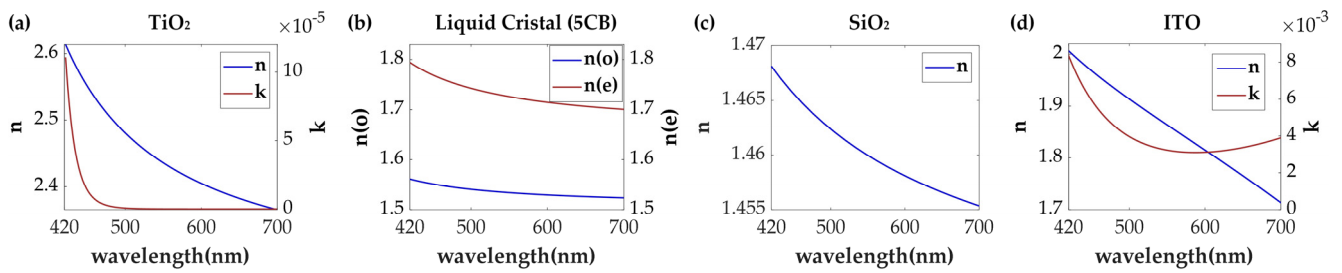 (a) TiO₂ ×10⁻⁵
n
k
2.6
2.5
2.4
10
5
0
n
k
420 500 600 700
wavelength(nm)
(b) Liquid Cristal (5CB)
n(o)
n(e)
1.8
1.7
1.6
1.5
1.8
1.7
1.6
1.5
n(o)
n(e)
420 500 600 700
wavelength(nm)
(c) SiO₂
n
1.47
1.465
1.46
1.455
n
420 500 600 700
wavelength(nm)
(d) ITO ×10⁻³
n
k
2
1.9
1.8
1.7
8
6
4
2
0
n
k
420 500 600 700
wavelength(nm)